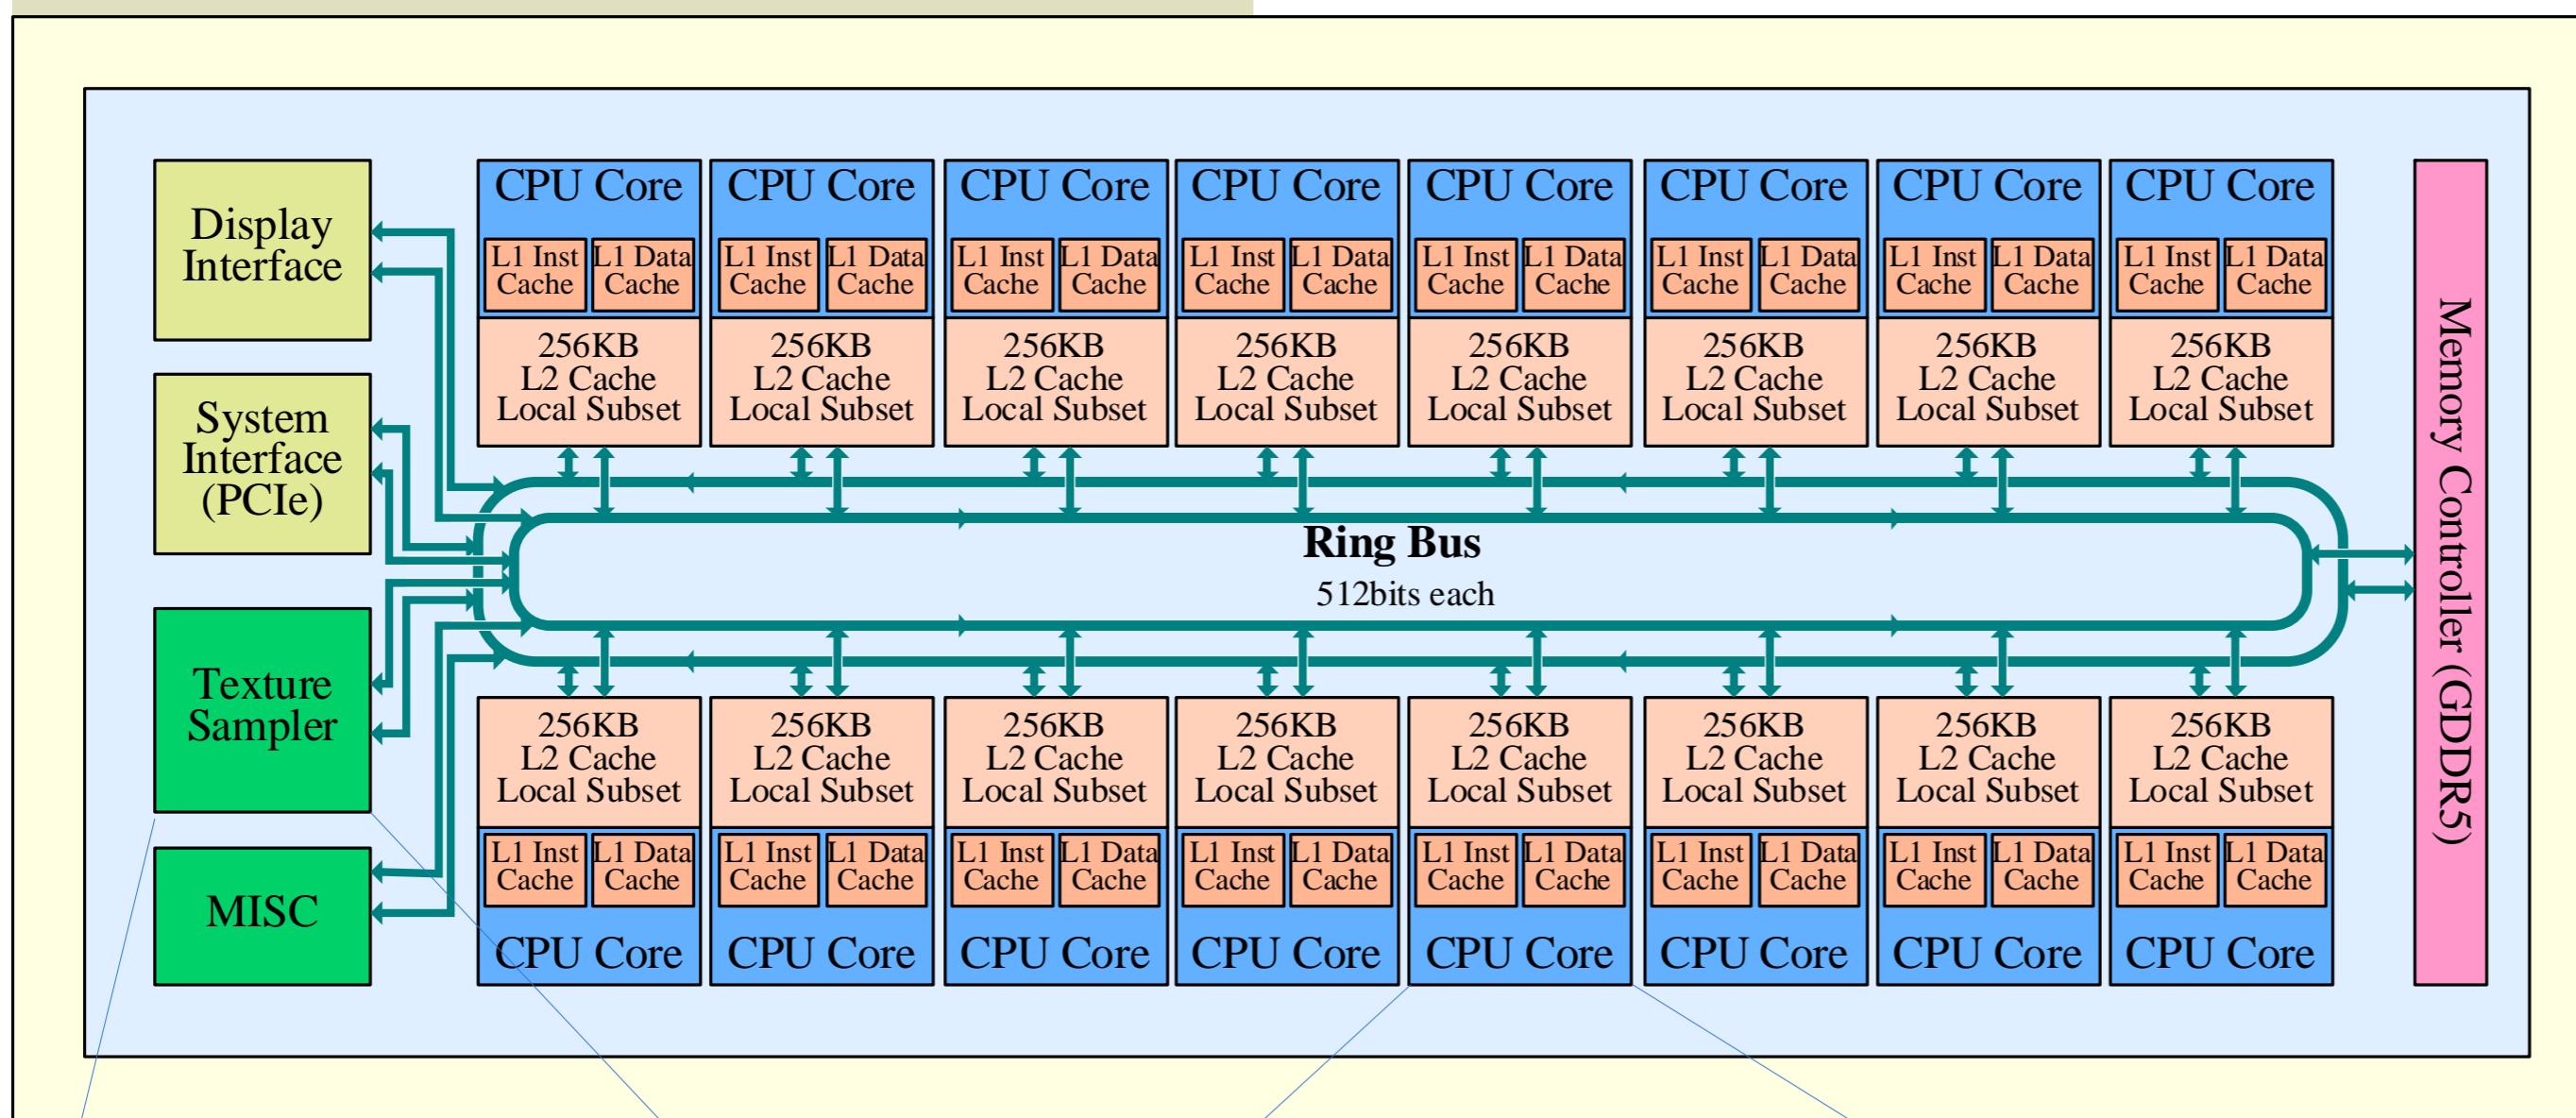 Display
Interface
System
Interface
(PCIe)
Texture
Sampler
MISC
CPU Core
L1 Inst
Cache
L1 Data
Cache
256KB
L2 Cache
Local Subset
CPU Core
L1 Inst
Cache
L1 Data
Cache
256KB
L2 Cache
Local Subset
CPU Core
L1 Inst
Cache
L1 Data
Cache
256KB
L2 Cache
Local Subset
CPU Core
L1 Inst
Cache
L1 Data
Cache
256KB
L2 Cache
Local Subset
CPU Core
L1 Inst
Cache
L1 Data
Cache
256KB
L2 Cache
Local Subset
CPU Core
L1 Inst
Cache
L1 Data
Cache
256KB
L2 Cache
Local Subset
CPU Core
L1 Inst
Cache
L1 Data
Cache
256KB
L2 Cache
Local Subset
CPU Core
L1 Inst
Cache
L1 Data
Cache
256KB
L2 Cache
Local Subset
Ring Bus
512bits each
256KB
L2 Cache
Local Subset
L1 Inst
Cache
L1 Data
Cache
CPU Core
256KB
L2 Cache
Local Subset
L1 Inst
Cache
L1 Data
Cache
CPU Core
256KB
L2 Cache
Local Subset
L1 Inst
Cache
L1 Data
Cache
CPU Core
256KB
L2 Cache
Local Subset
L1 Inst
Cache
L1 Data
Cache
CPU Core
256KB
L2 Cache
Local Subset
L1 Inst
Cache
L1 Data
Cache
CPU Core
256KB
L2 Cache
Local Subset
L1 Inst
Cache
L1 Data
Cache
CPU Core
256KB
L2 Cache
Local Subset
L1 Inst
Cache
L1 Data
Cache
CPU Core
256KB
L2 Cache
Local Subset
L1 Inst
Cache
L1 Data
Cache
CPU Core
Memory Controller (GDDR5)